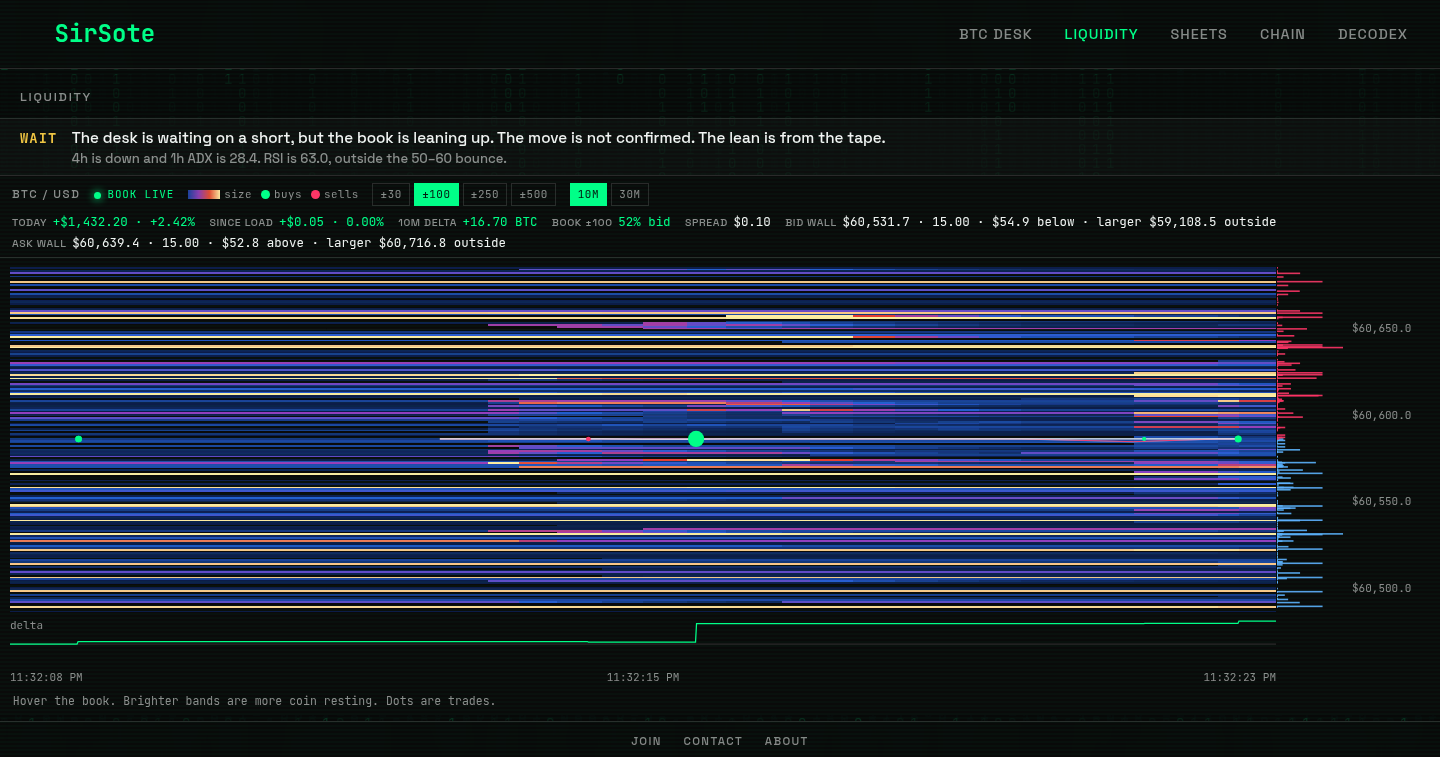 SirSote
BTC DESK LIQUIDITY SHEETS CHAIN DECODEX
LIQUIDITY
WAIT The desk is waiting on a short, but the book is leaning up. The move is not confirmed. The lean is from the tape.
4h is down and 1h ADX is 28.4. RSI is 63.0, outside the 50–60 bounce.
BTC / USD BOOK LIVE size buys sells ±30 ±100 ±250 ±500 10M 30M
TODAY +$1,432.20 · +2.42% SINCE LOAD +$0.05 · 0.00% 10M DELTA +16.70 BTC BOOK ±100 52% bid SPREAD $0.10 BID WALL $60,531.7 · 15.00 · $54.9 below · larger $59,108.5 outside
ASK WALL $60,639.4 · 15.00 · $52.8 above · larger $60,716.8 outside
$60,650.0
$60,600.0
$60,550.0
$60,500.0
delta
11:32:08 PM 11:32:15 PM 11:32:23 PM
Hover the book. Brighter bands are more coin resting. Dots are trades.
JOIN CONTACT ABOUT